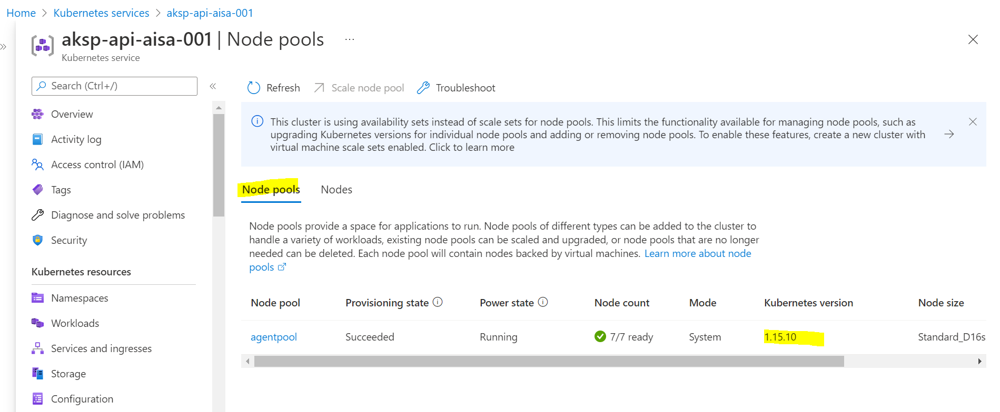 Home > Kubernetes services > aksp-api-aisa-001
aksp-api-aisa-001 | Node pools ...
Kubernetes service
Search (Ctrl+/)
Refresh Scale node pool Troubleshoot
Overview
Activity log
Access control (IAM)
Tags
Diagnose and solve problems
Security
Kubernetes resources
Namespaces
Workloads
Services and ingresses
Storage
Configuration
This cluster is using availability sets instead of scale sets for node pools. This limits the functionality available for managing node pools, such as
upgrading Kubernetes versions for individual node pools and adding or removing node pools. To enable these features, create a new cluster with
virtual machine scale sets enabled. Click to learn more
Node pools Nodes
Node pools provide a space for applications to run. Node pools of different types can be added to the cluster to
handle a variety of workloads, existing node pools can be scaled and upgraded, or node pools that are no longer
needed can be deleted. Each node pool will contain nodes backed by virtual machines. Learn more about node
pools
Node pool Provisioning state Power state Node count Mode Kubernetes version Node size
agentpool Succeeded Running 7/7 ready System 1.15.10 Standard_D16s